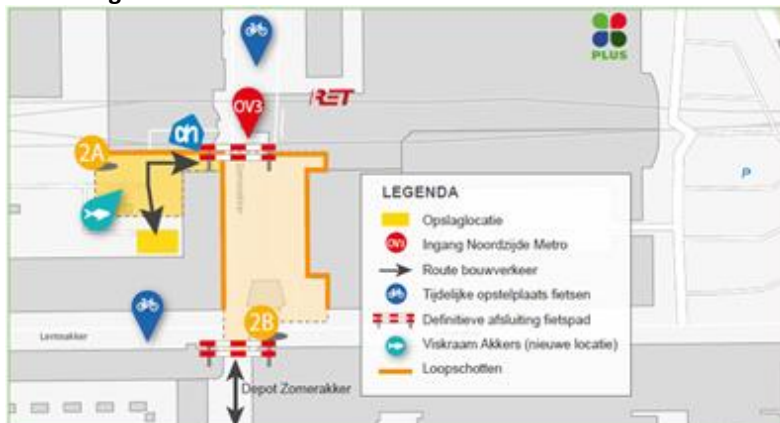 PLUS
OV3
RET
ah
2A
P
2B
Lenteakker
Depot Zomerakker
LEGENDA
Opslaglocatie
OV3
Ingang Noordzijde Metro
Route bouwverkeer
Tijdelijke opstelplaats fietsen
Definitieve afsluiting fietspad
Viskraam Akkers (nieuwe locatie)
Loopschotten